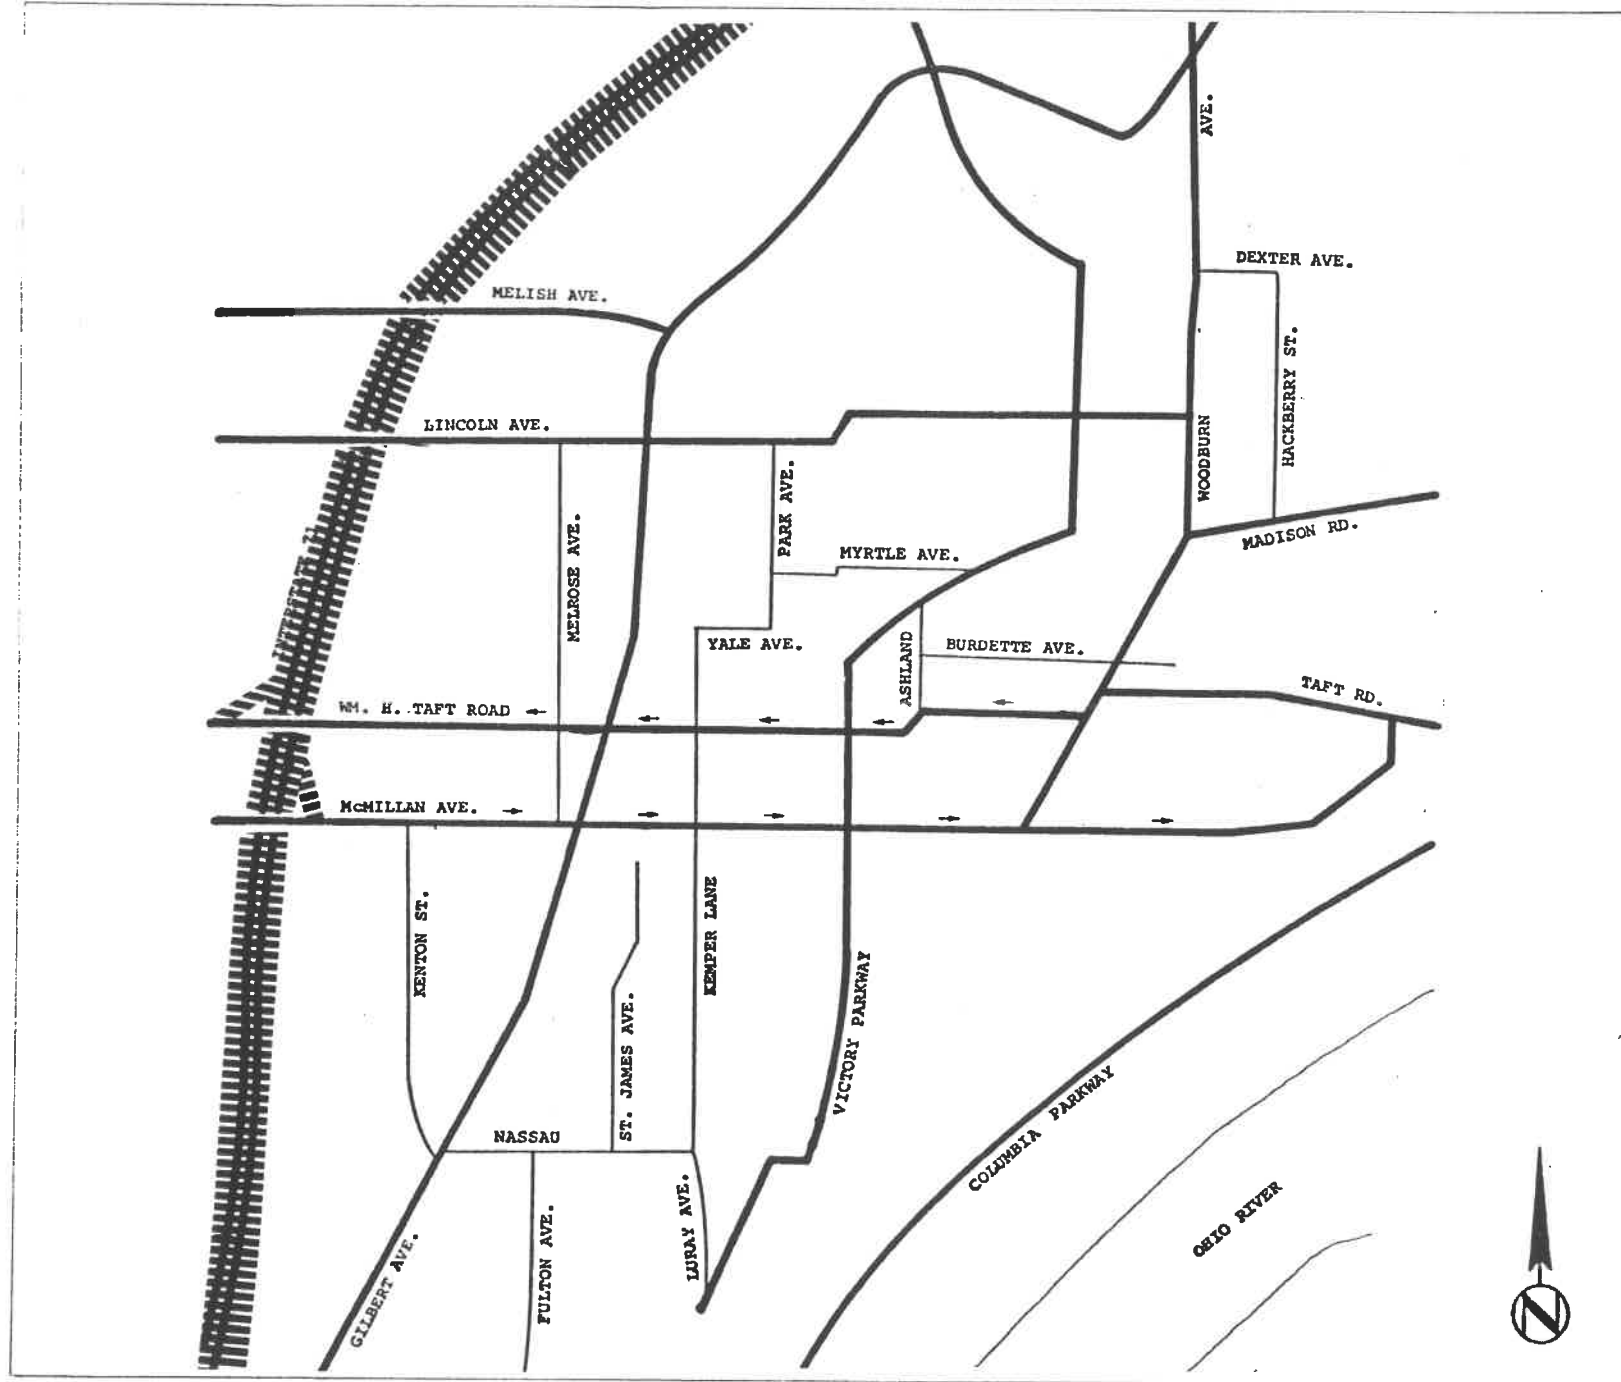 AVE.
DEXTER AVE.
MELISH AVE.
HACKBERRY ST.
LINCOLN AVE.
WOODBURN
PARK AVE.
MADISON RD.
INTERSTATE 71
MELROSE AVE.
MYRTLE AVE.
YALE AVE.
ASHLAND
BURDETTE AVE.
TAFT RD.
WM. H. TAFT ROAD
McMILLAN AVE.
KENTON ST.
KEMPER LANE
ST. JAMES AVE.
VICTORY PARKWAY
COLUMBIA PARKWAY
NASSAU
LURAY AVE.
OHIO RIVER
FULTON AVE.
GILBERT AVE.
N